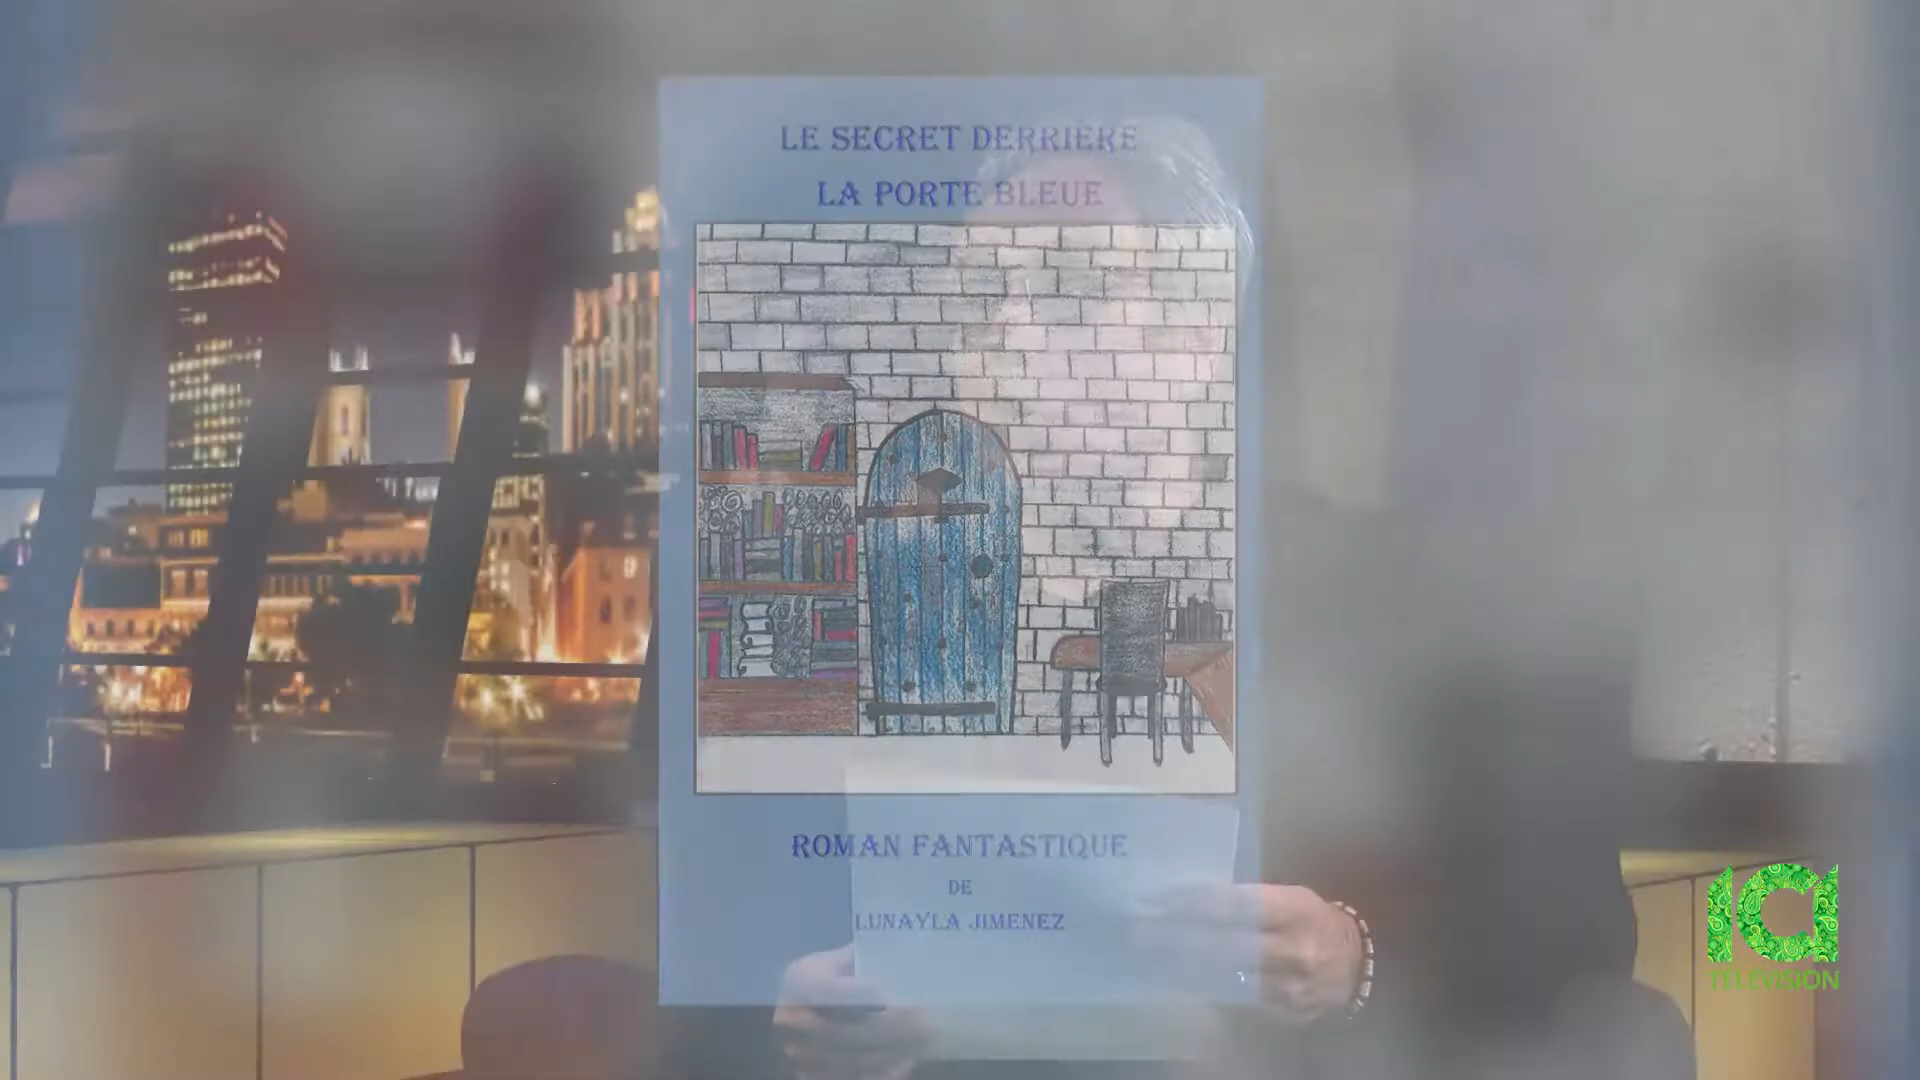 LE SECRET DERRIÈRE
LA PORTE BLEUE
ROMAN FANTASTIQUE
DE
LUNAYLA JIMENEZ
ICI
TÉLÉVISION